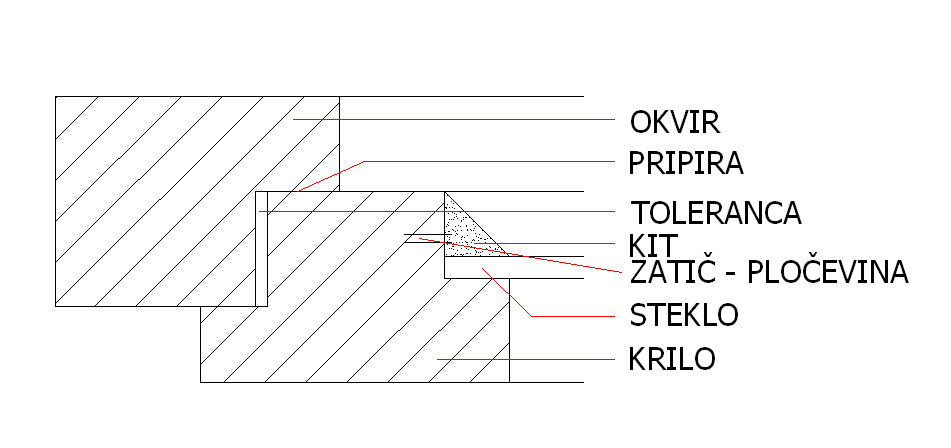 OKVIR
PRIPIRA
TOLERANCA
KIT
ZATIČ - PLOČEVINA
STEKLO
KRILO